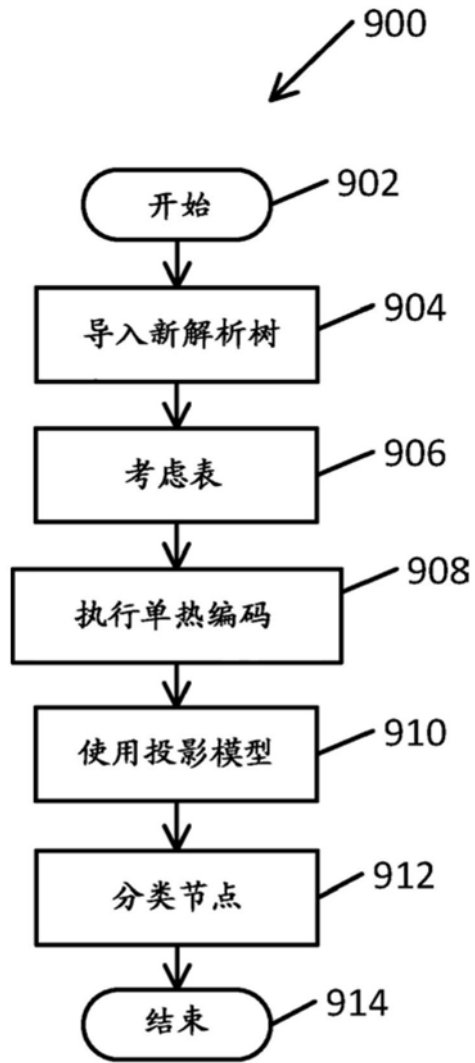 900
开始
902
导入新解析树
904
考虑表
906
执行单热编码
908
使用投影模型
910
分类节点
912
结束
914